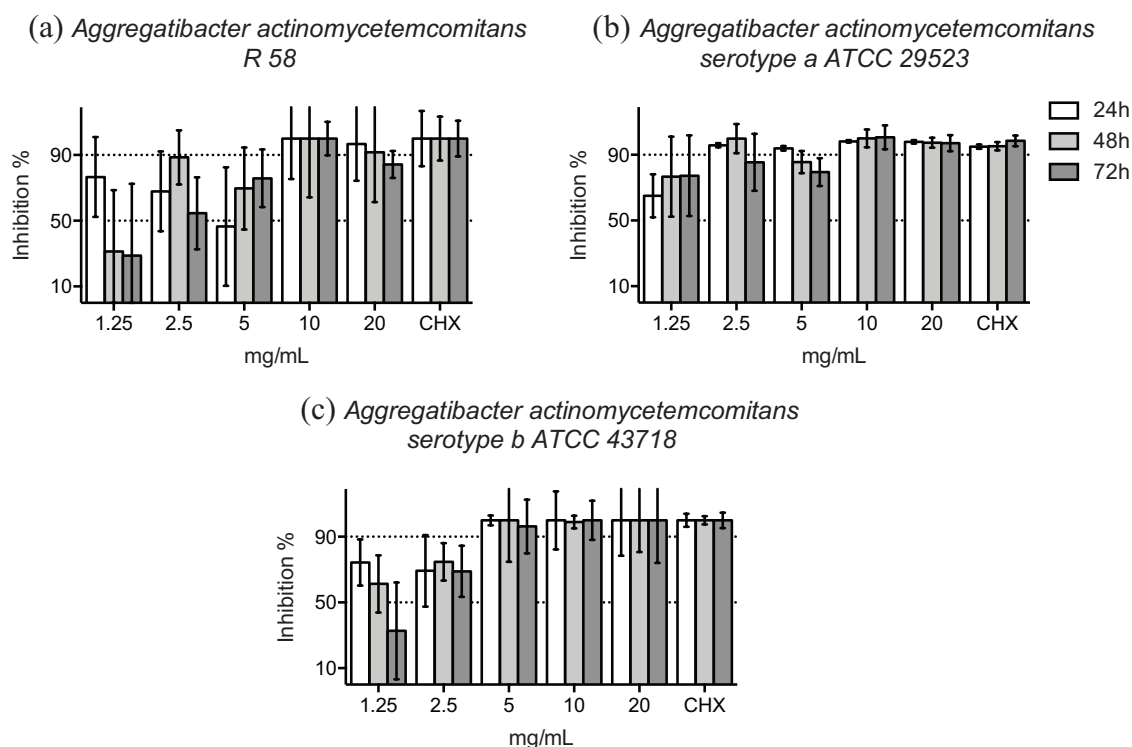 (a) Aggregatibacter actinomycetemcomitans
R 58
Inhibition %
90
50
10
1.25 2.5 5 10 20 CHX
mg/mL
(b) Aggregatibacter actinomycetemcomitans
serotype a ATCC 29523
Inhibition %
90
50
10
1.25 2.5 5 10 20 CHX
mg/mL
24h
48h
72h
(c) Aggregatibacter actinomycetemcomitans
serotype b ATCC 43718
Inhibition %
90
50
10
1.25 2.5 5 10 20 CHX
mg/mL